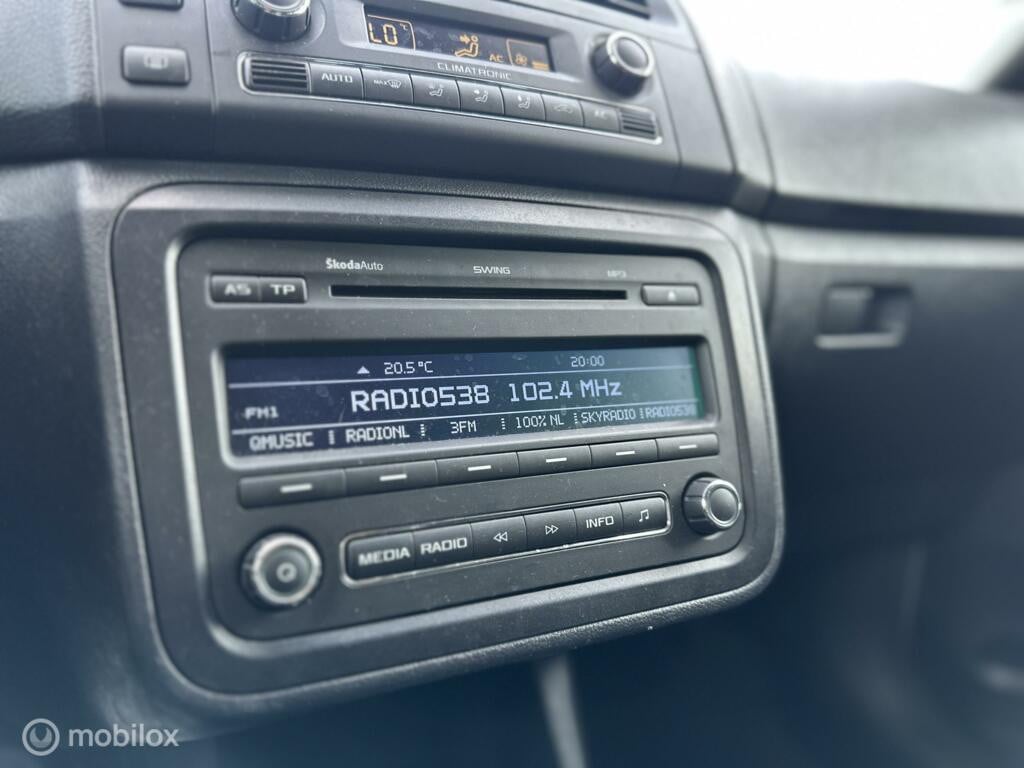 LO °C
AC
CLIMATRONIC
AUTO MAX AC
ŠkodaAuto SWING MP3
AS TP
20.5°C 20:00
RADIO538 102.4 MHz
FM1
QMUSIC RADIONL 3FM 100% NL SKYRADIO RADIO538
MEDIA RADIO INFO
mobilox